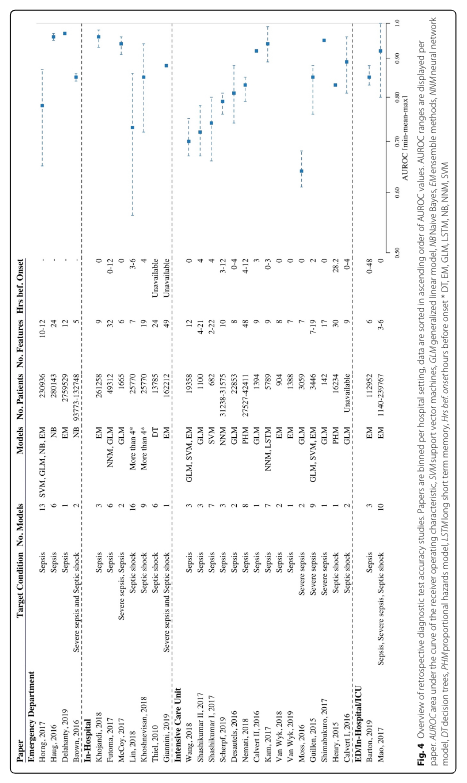 Paper Target Condition No. Models Models No. Patients No. Features Hrs bef. Onset
Emergency Department
Horng, 2017 Sepsis 13 SVM, GLM, NB, EM 230936 10-12 -
Haug, 2016 Sepsis 6 NB 280143 24 -
Delahanty, 2019 Sepsis 1 EM 2759529 12 -
Brown, 2016 Severe sepsis and Septic shock 2 NB 93773-132748 5 -
In-Hospital
Khojandi, 2018 Sepsis 3 EM 261258 9 0
Futoma, 2017 Sepsis 6 NNM, GLM 49312 32 0-12
McCoy, 2017 Severe sepsis, Sepsis 2 GLM 1665 6 0
Lin, 2018 Septic shock 16 More than 4* 25770 7 3-6
Khoshnevisan, 2018 Septic shock 9 More than 4* 25770 19 4
Thiel, 2010 Septic shock 6 DT 13785 24 Unavailable
Giannini, 2019 Severe sepsis and Septic shock 1 EM 162212 49 Unavailable
Intensive Care Unit
Wang, 2018 Sepsis 3 GLM, SVM, EM 19358 12 0
Shashikumar II, 2017 Sepsis 3 GLM 1100 4-21 4
Shashikumar I, 2017 Sepsis 7 SVM 682 2-22 4
Scherpf, 2019 Sepsis 3 NNM 31238-31575 10 3-12
Desautels, 2016 Sepsis 2 GLM 22853 8 0-4
Nemati, 2018 Sepsis 8 PHM 27527-42411 48 4-12
Calvert II, 2016 Sepsis 1 GLM 1394 9 3
Kam, 2017 Sepsis 7 NNM, LSTM 5789 9 0-3
Van Wyk, 2018 Sepsis 2 EM 904 8 0
Van Wyk, 2019 Sepsis 1 EM 1388 7 0
Moss, 2016 Severe sepsis 2 GLM 3059 7 0
Guillen, 2015 Severe sepsis 9 GLM, SVM, EM 3446 7-19 2
Shimabukuro, 2017 Severe sepsis 1 GLM 142 17 0
Henry, 2015 Septic shock 1 PHM 16234 30 28.2
Calvert I, 2016 Septic shock 2 GLM Unavailable 9 0-4
ED/In-Hospital/ICU
Barton, 2019 Sepsis 3 EM 112952 6 0-48
Mao, 2017 Sepsis, Severe sepsis, Septic shock 10 EM 1140-239767 3-6 0
0.50 0.60 0.70 0.80 0.90 1.0
AUROC [min-mean-max]
Fig. 4 Overview of retrospective diagnostic test accuracy studies. Papers are binned per hospital setting, data are sorted in ascending order of AUROC values. AUROC ranges are displayed per
paper. AUROC area under the curve of the receiver operating characteristic, SVM support vector machines, GLM generalized linear model, NB Naive Bayes, EM ensemble methods, NNM neural network
model, DT decision trees, PHM proportional hazards model, LSTM long short term memory, Hrs bef. onset hours before onset * DT, EM, GLM, LSTM, NB, NNM, SVM